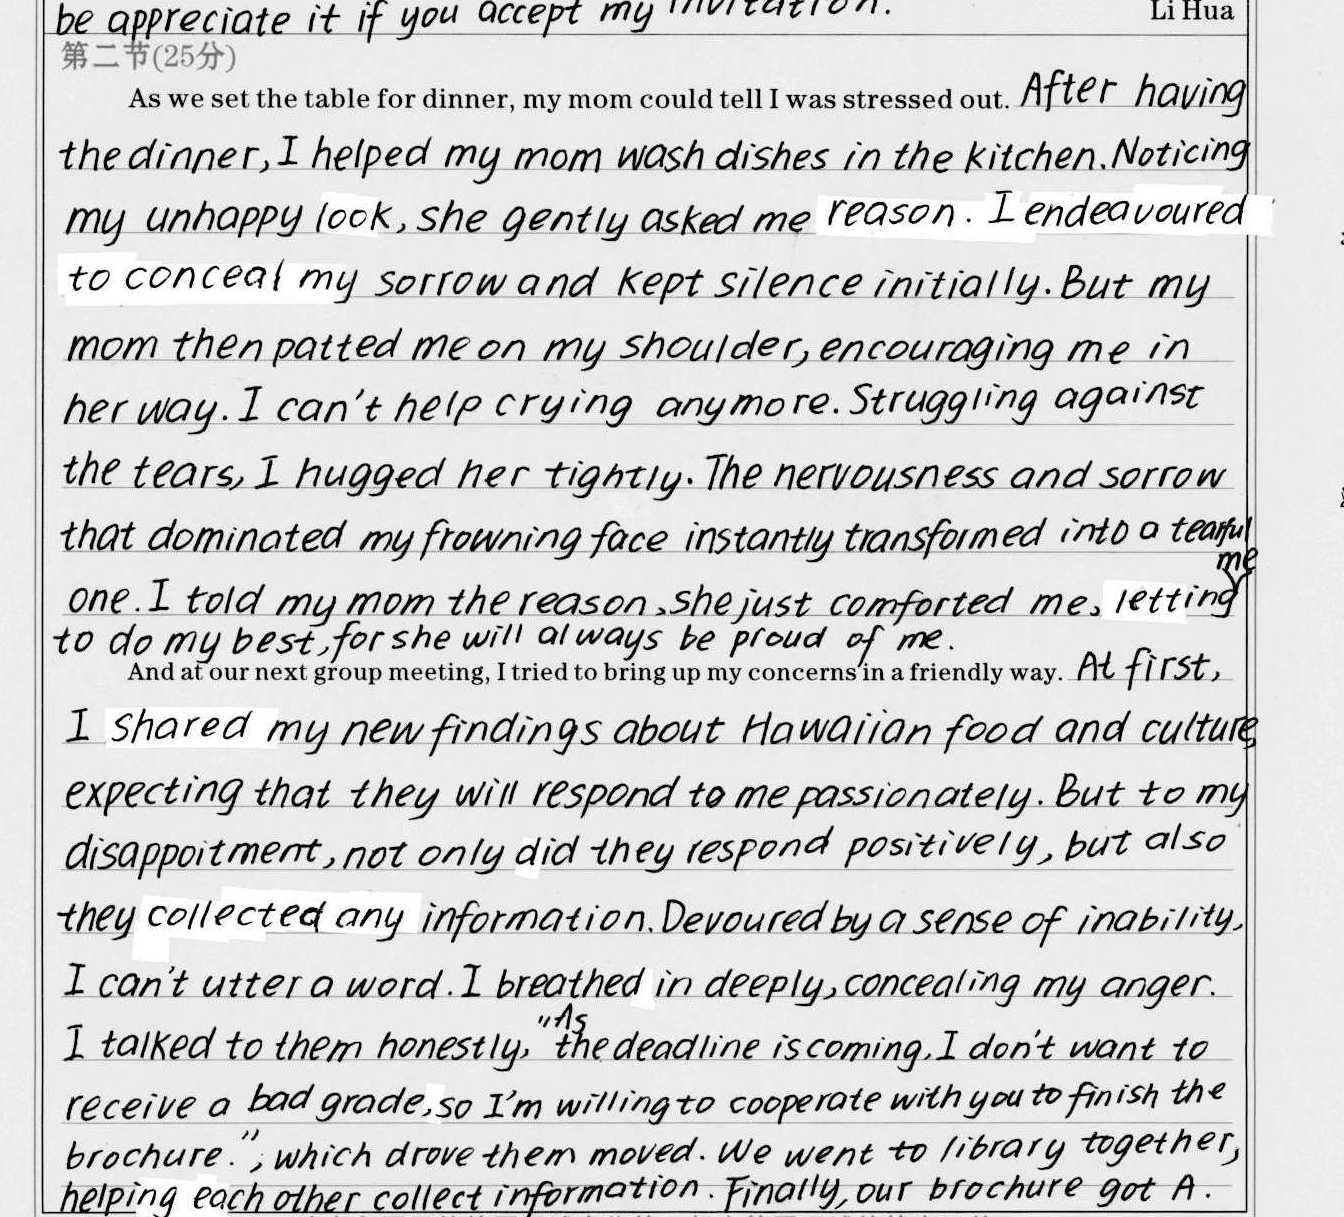 be appreciate it if you accept my invitation.
Li Hua
第二节(25分)
As we set the table for dinner, my mom could tell I was stressed out. After having
the dinner, I helped my mom wash dishes in the kitchen. Noticing
my unhappy look, she gently asked me reason. I endeavoured
to conceal my sorrow and kept silence initially. But my
mom then patted me on my shoulder, encouraging me in
her way. I can't help crying anymore. Struggling against
the tears, I hugged her tightly. The nervousness and sorrow
that dominated my frowning face instantly transformed into a tearful
one. I told my mom the reason, she just comforted me, letting me
to do my best, for she will always be proud of me.
And at our next group meeting, I tried to bring up my concerns in a friendly way. At first,
I shared my new findings about Hawaiian food and culture,
expecting that they will respond to me passionately. But to my
disappoitment, not only did they respond positively, but also
they collected any information. Devoured by a sense of inability,
I can't utter a word. I breathed in deeply, concealing my anger.
I talked to them honestly, "As the deadline is coming, I don't want to
receive a bad grade, so I'm willing to cooperate with you to finish the
brochure.", which drove them moved. We went to library together,
helping each other collect information. Finally, our brochure got A.